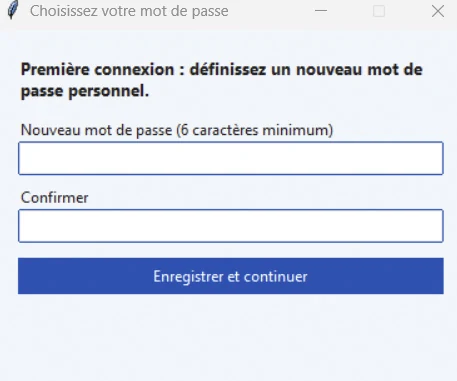 Choisissez votre mot de passe
Première connexion : définissez un nouveau mot de
passe personnel.
Nouveau mot de passe (6 caractères minimum)
Confirmer
Enregistrer et continuer